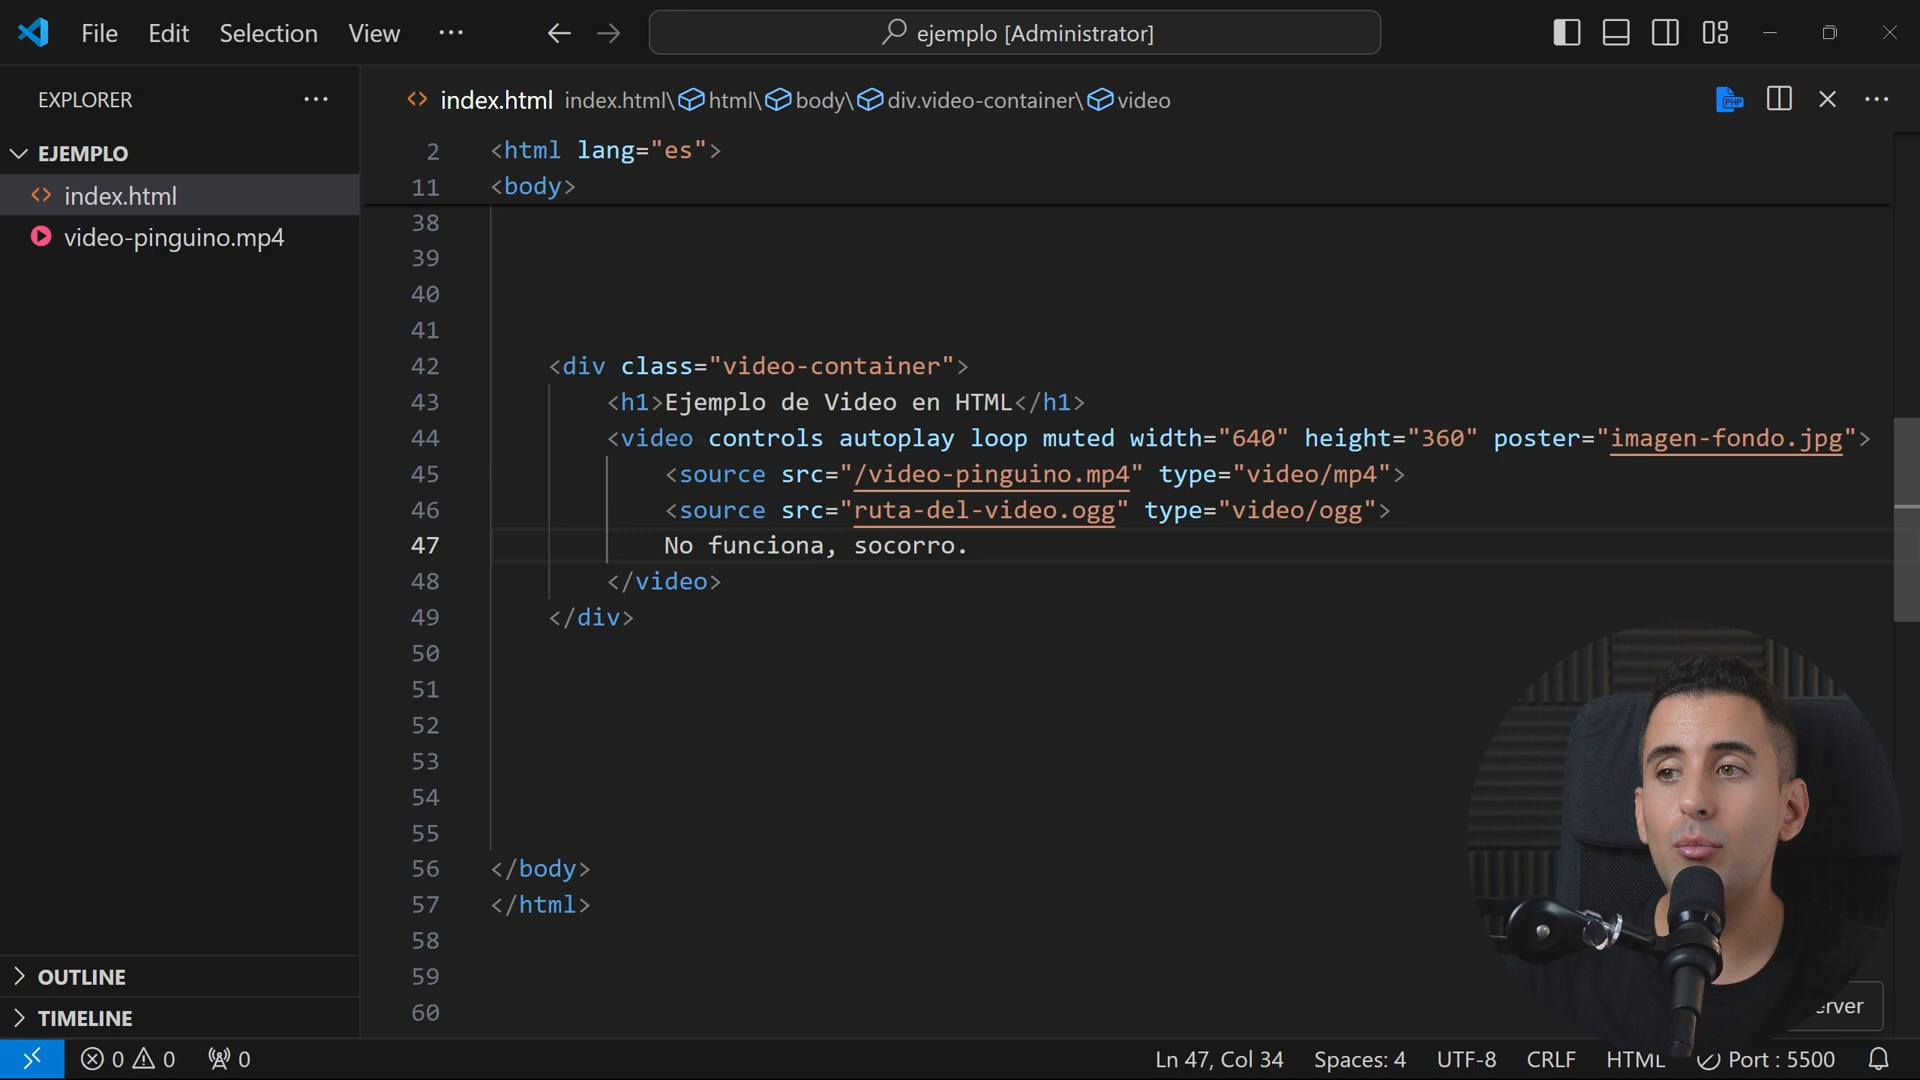 File Edit Selection View ···
ejemplo [Administrator]
EXPLORER ···
EJEMPLO
index.html
video-pinguino.mp4
OUTLINE
TIMELINE
index.html index.html\html\body\div.video-container\video
PHP
2 <html lang="es">
11 <body>
38
39
40
41
42 <div class="video-container">
43 <h1>Ejemplo de Video en HTML</h1>
44 <video controls autoplay loop muted width="640" height="360" poster="imagen-fondo.jpg">
45 <source src="/video-pinguino.mp4" type="video/mp4">
46 <source src="ruta-del-video.ogg" type="video/ogg">
47 No funciona, socorro.
48 </video>
49 </div>
50
51
52
53
54
55
56 </body>
57 </html>
58
59
60
0 0 0
Ln 47, Col 34 Spaces: 4 UTF-8 CRLF HTML Port : 5500